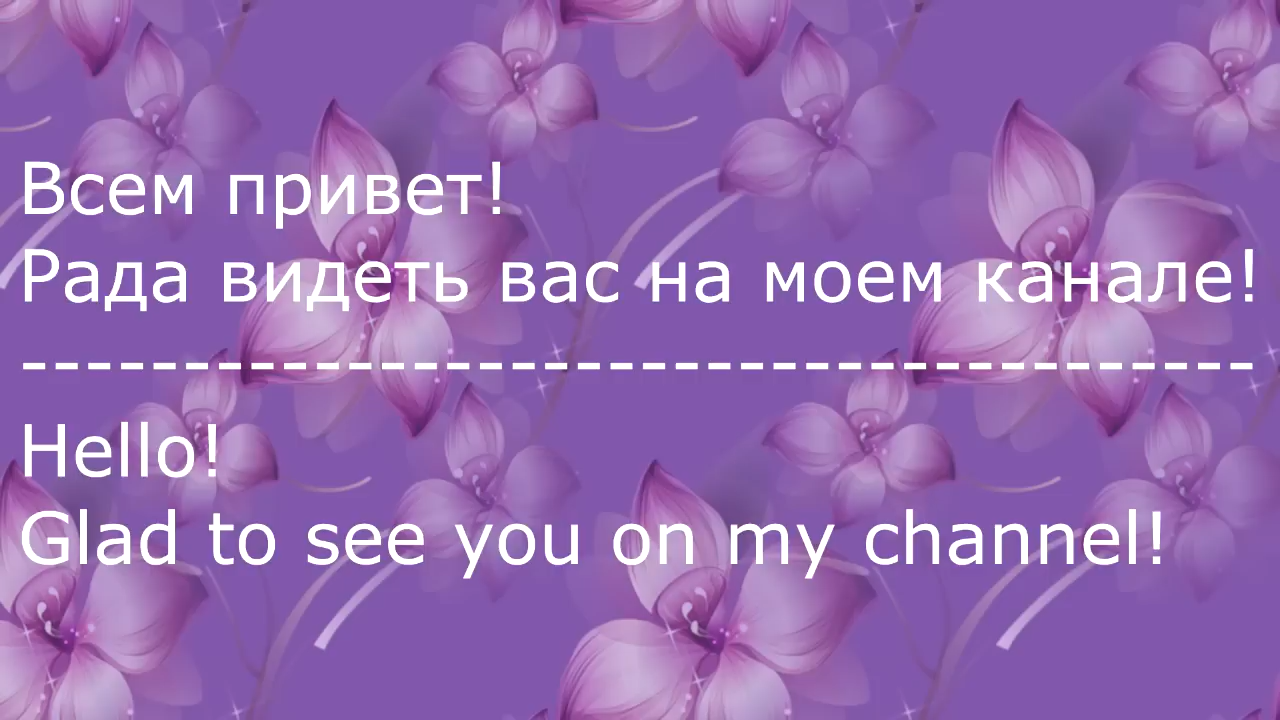 Всем привет!
Рада видеть вас на моем канале!
---------------------------------------
Hello!
Glad to see you on my channel!